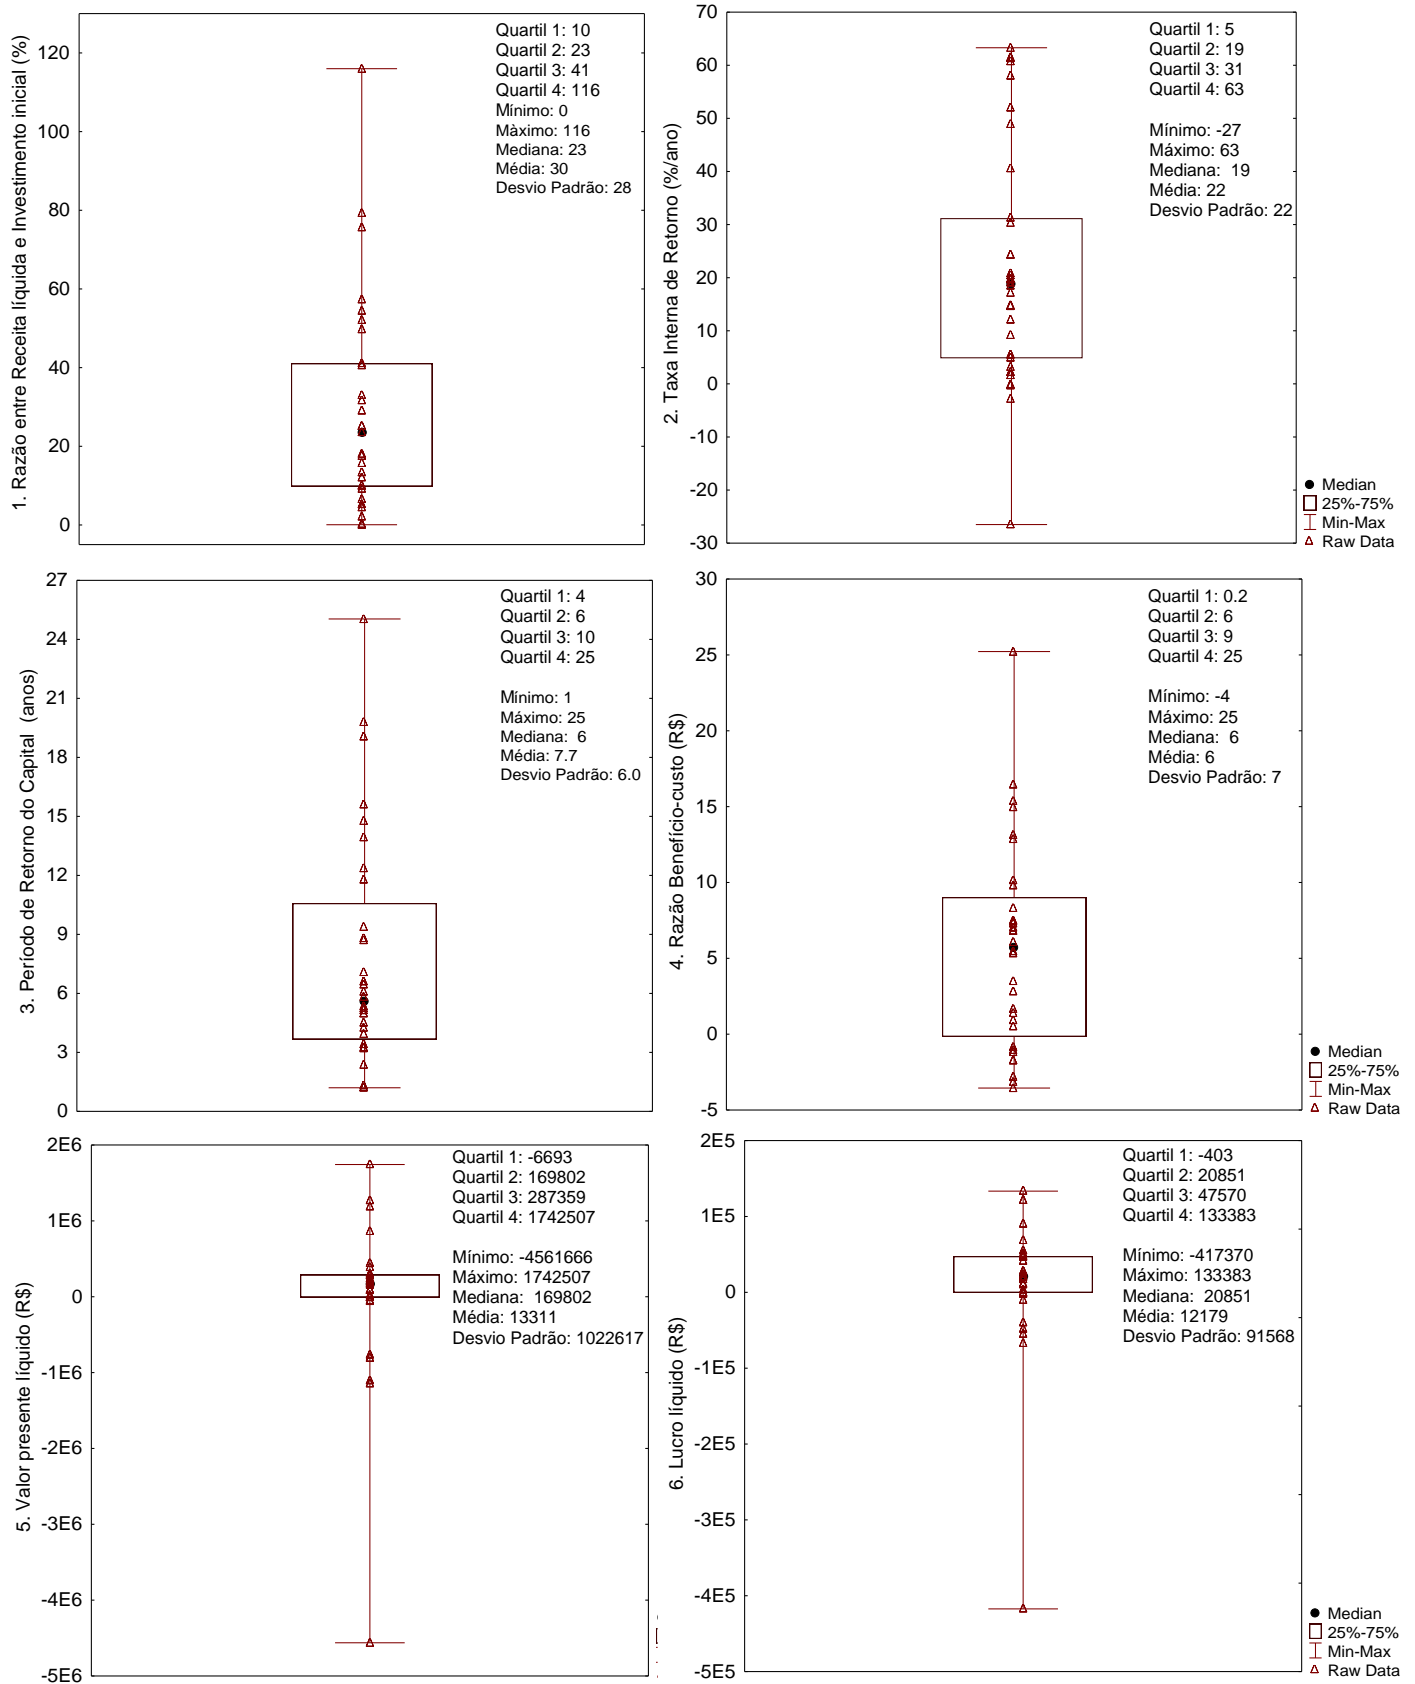 1. Razão entre Receita líquida e Investimento inicial (%)
120
100
80
60
40
20
0
Quartil 1: 10
Quartil 2: 23
Quartil 3: 41
Quartil 4: 116
Mínimo: 0
Màximo: 116
Mediana: 23
Média: 30
Desvio Padrão: 28
2. Taxa Interna de Retorno (%/ano)
70
60
50
40
30
20
10
0
-10
-20
-30
Quartil 1: 5
Quartil 2: 19
Quartil 3: 31
Quartil 4: 63
Mínimo: -27
Máximo: 63
Mediana: 19
Média: 22
Desvio Padrão: 22
Median
25%-75%
Min-Max
Raw Data
3. Período de Retorno do Capital (anos)
27
24
21
18
15
12
9
6
3
0
Quartil 1: 4
Quartil 2: 6
Quartil 3: 10
Quartil 4: 25
Mínimo: 1
Máximo: 25
Mediana: 6
Média: 7.7
Desvio Padrão: 6.0
4. Razão Benefício-custo (R$)
30
25
20
15
10
5
0
-5
Quartil 1: 0.2
Quartil 2: 6
Quartil 3: 9
Quartil 4: 25
Mínimo: -4
Máximo: 25
Mediana: 6
Média: 6
Desvio Padrão: 7
Median
25%-75%
Min-Max
Raw Data
5. Valor presente líquido (R$)
2E6
1E6
0
-1E6
-2E6
-3E6
-4E6
-5E6
Quartil 1: -6693
Quartil 2: 169802
Quartil 3: 287359
Quartil 4: 1742507
Mínimo: -4561666
Máximo: 1742507
Mediana: 169802
Média: 13311
Desvio Padrão: 1022617
6. Lucro líquido (R$)
2E5
1E5
0
-1E5
-2E5
-3E5
-4E5
-5E5
Quartil 1: -403
Quartil 2: 20851
Quartil 3: 47570
Quartil 4: 133383
Mínimo: -417370
Máximo: 133383
Mediana: 20851
Média: 12179
Desvio Padrão: 91568
Median
25%-75%
Min-Max
Raw Data